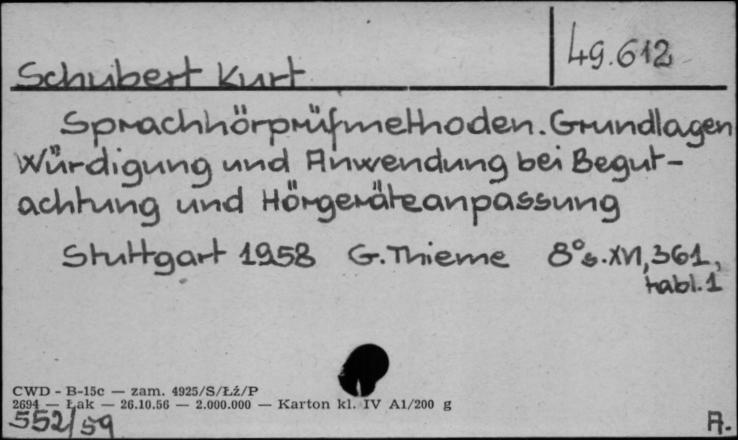 49.612
Schubert Kurt
Sprachhörprüfmethoden. Grundlagen
Würdigung und Anwendung bei Begut-
achtung und Hörgeräteanpassung
Stuttgart 1958 G. Thieme 8° s. XVI, 361,
tabl. 1
CWD - B-15c — zam. 4925/S/Łź/P
2694 — Łak — 26.10.56 — 2.000.000 — Karton kl. IV A1/200 g
552/59
A.